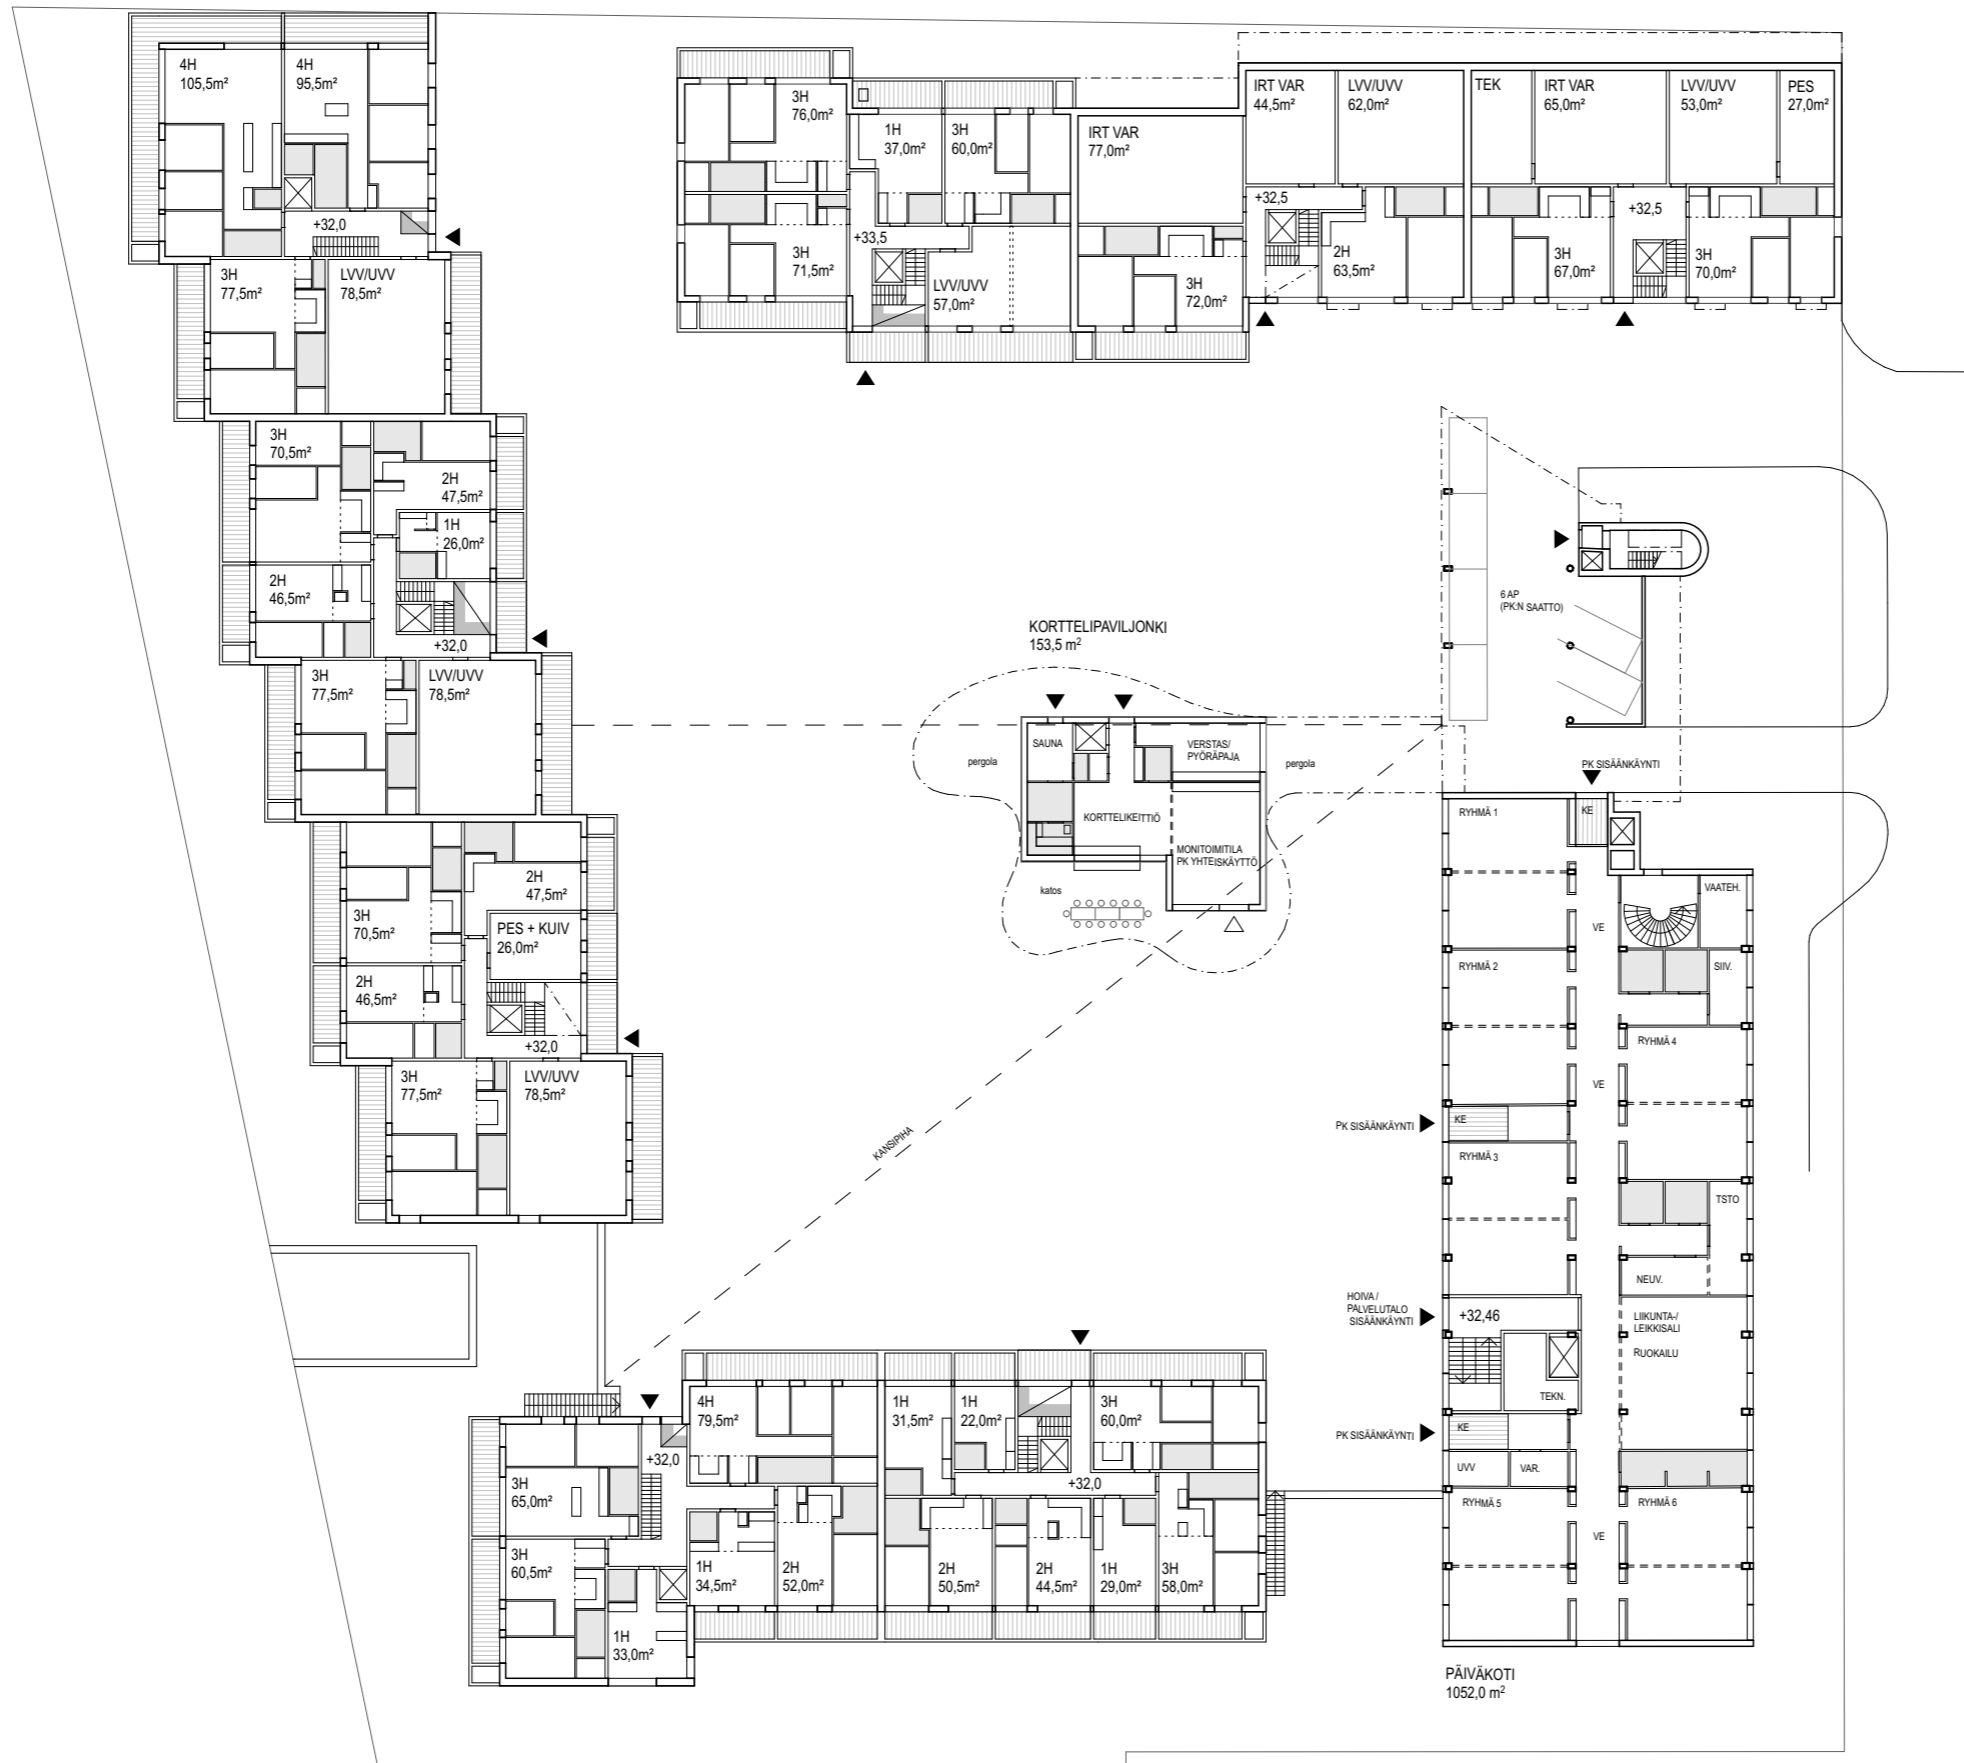 4H
105,5m²
4H
95,5m²
+32,0
3H
77,5m²
LVV/UVV
78,5m²
3H
70,5m²
2H
47,5m²
1H
26,0m²
2H
46,5m²
+32,0
3H
77,5m²
LVV/UVV
78,5m²
2H
47,5m²
3H
70,5m²
PES + KUIV
26,0m²
2H
46,5m²
+32,0
3H
77,5m²
LVV/UVV
78,5m²
3H
76,0m²
1H
37,0m²
3H
60,0m²
IRT VAR
77,0m²
IRT VAR
44,5m²
LVV/UVV
62,0m²
TEK
IRT VAR
65,0m²
LVV/UVV
53,0m²
PES
27,0m²
3H
71,5m²
+33,5
LVV/UVV
57,0m²
3H
72,0m²
+32,5
2H
63,5m²
3H
67,0m²
+32,5
3H
70,0m²
6 AP
(PK:N SAATTO)
KORTTELIPAVILJONKI
153,5 m²
SAUNA
VERSTAS/
PYÖRÄPAJA
pergola
pergola
KORTTELIKEITTIÖ
MONITOIMITILA
PK YHTEISKÄYTTÖ
katos
KANSIPIHA
PK SISÄÄNKÄYNTI
RYHMÄ 1
KE
VAATEH.
VE
RYHMÄ 2
SIIV.
RYHMÄ 4
VE
PK SISÄÄNKÄYNTI
KE
RYHMÄ 3
TSTO
NEUV.
HOIVA /
PALVELUTALO
SISÄÄNKÄYNTI
+32,46
LIIKUNTA-/
LEIKKISALI
RUOKAILU
TEKN.
PK SISÄÄNKÄYNTI
KE
UVV
VAR.
RYHMÄ 5
RYHMÄ 6
VE
PÄIVÄKOTI
1052,0 m²
4H
79,5m²
1H
31,5m²
1H
22,0m²
3H
60,0m²
+32,0
3H
65,0m²
+32,0
3H
60,5m²
1H
34,5m²
2H
52,0m²
2H
50,5m²
2H
44,5m²
1H
29,0m²
3H
58,0m²
1H
33,0m²